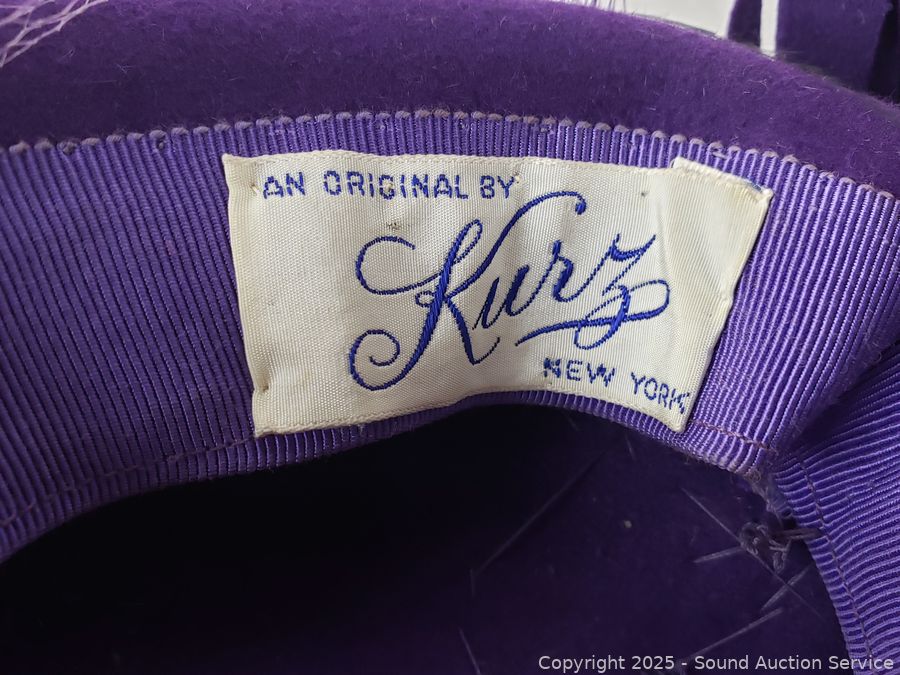 AN ORIGINAL BY
Kurz
NEW YORK
Copyright © 2025 - Sound Auction Service